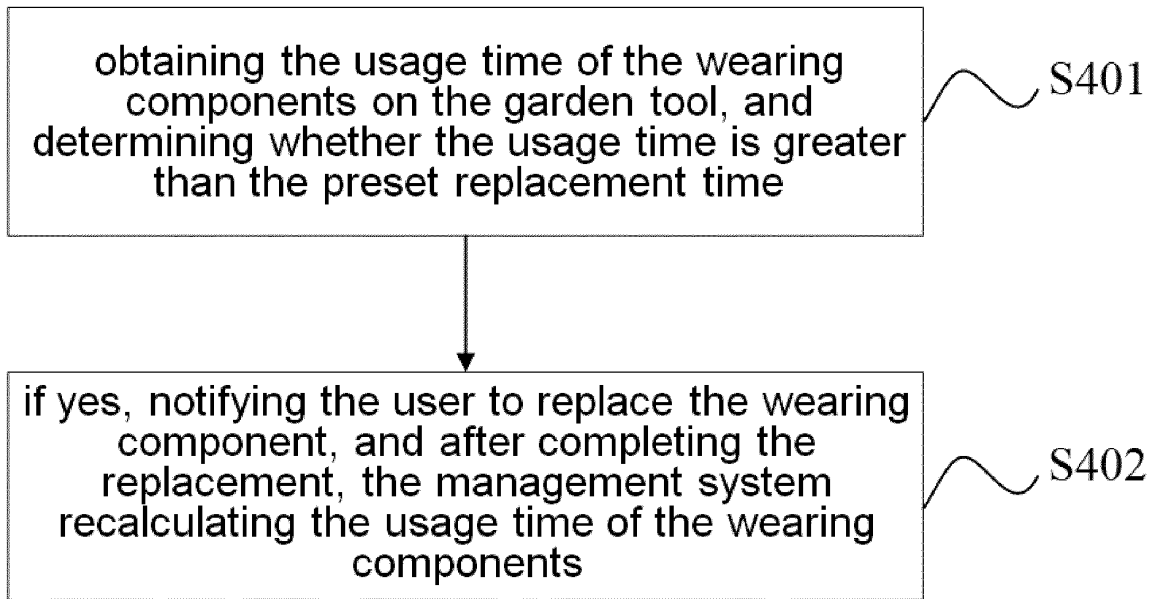 obtaining the usage time of the wearing
components on the garden tool, and
determining whether the usage time is greater
than the preset replacement time
S401
if yes, notifying the user to replace the wearing
component, and after completing the
replacement, the management system
recalculating the usage time of the wearing
components
S402